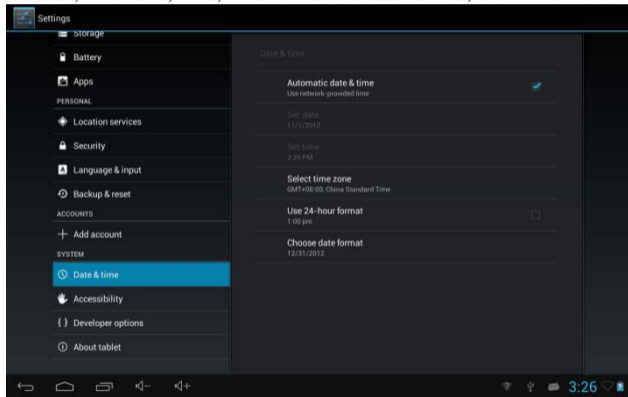 Settings
Storage
Battery
Apps
PERSONAL
Location services
Security
Language & input
Backup & reset
ACCOUNTS
Add account
SYSTEM
Date & time
Accessibility
Developer options
About tablet
Date & time
Automatic date & time
Use network-provided time
Set date
11/1/2012
Set time
3:26 PM
Select time zone
GMT+08:00, China Standard Time
Use 24-hour format
1:00 pm
Choose date format
12/31/2012
3:26